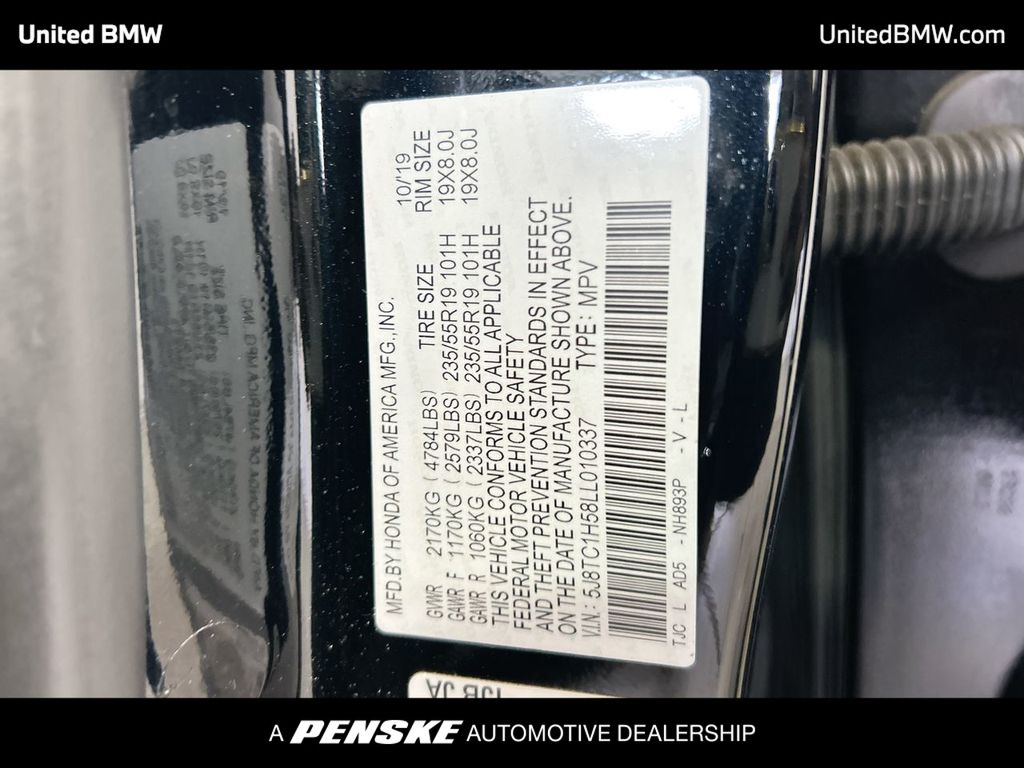 United BMW
UnitedBMW.com
MFD.BY HONDA OF AMERICA MFG.,INC. 10/'19
GVWR 2170KG ( 4784LBS) TIRE SIZE RIM SIZE
GAWR F 1170KG ( 2579LBS) 235/55R19 101H 19X8.0J
GAWR R 1060KG ( 2337LBS) 235/55R19 101H 19X8.0J
THIS VEHICLE CONFORMS TO ALL APPLICABLE
FEDERAL MOTOR VEHICLE SAFETY
AND THEFT PREVENTION STANDARDS IN EFFECT
ON THE DATE OF MANUFACTURE SHOWN ABOVE.
V.I.N.: 5J8TC1H58LL010337 TYPE: MPV
TJC L AD5 -NH893P -V-L
TJB JA
A PENSKE AUTOMOTIVE DEALERSHIP